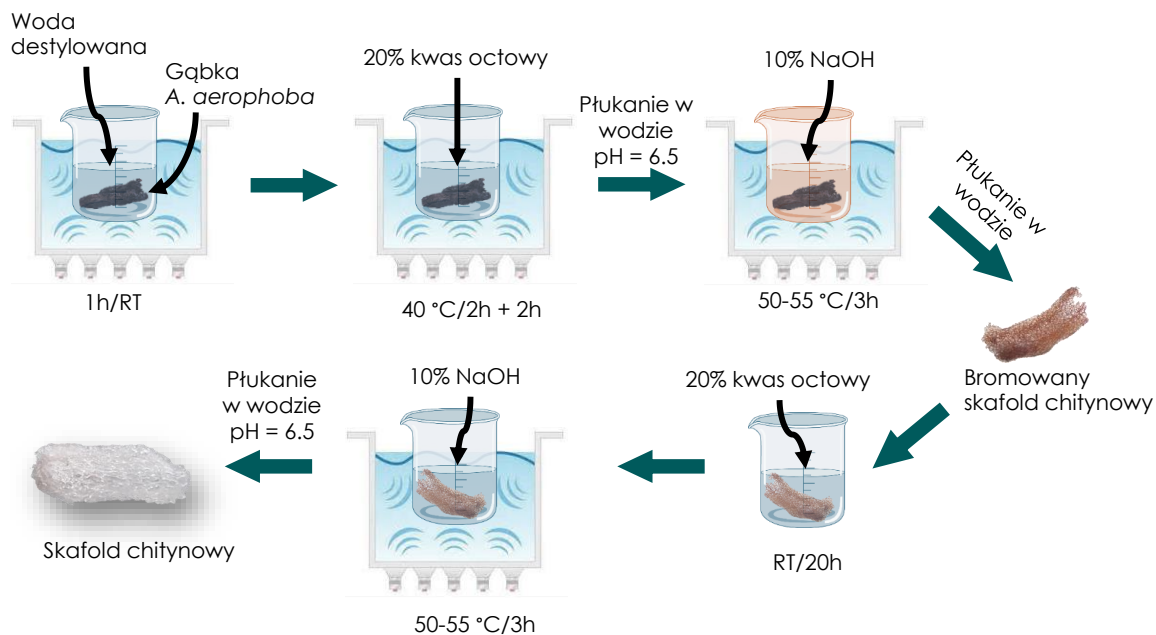 Woda
destylowana
Gąbka
A. aerophoba
1h/RT
20% kwas octowy
40 °C/2h + 2h
Płukanie w
wodzie
pH = 6.5
10% NaOH
50-55 °C/3h
Płukanie w
wodzie
Bromowany
skafold chitynowy
20% kwas octowy
RT/20h
10% NaOH
50-55 °C/3h
Płukanie
w wodzie
pH = 6.5
Skafold chitynowy